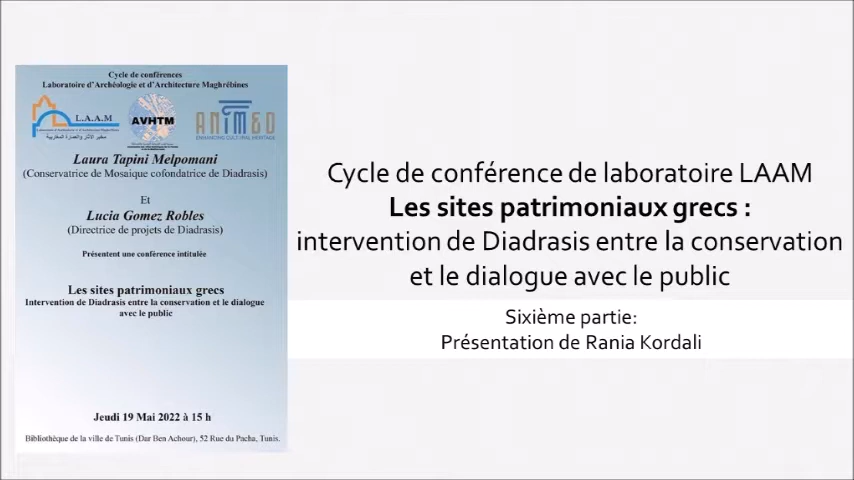 Cycle de conférences
Laboratoire d'Archéologie et d'Architecture Maghrébines
L.A.A.M
AVHTM
ANIMED
ENHANCING CULTURAL HERITAGE
Laura Tapini Melpomani
(Conservatrice de Mosaique cofondatrice de Diadrasis)
Et
Lucia Gomez Robles
(Directrice de projets de Diadrasis)
Présentent une conférence intitulée
Les sites patrimoniaux grecs
Intervention de Diadrasis entre la conservation et le dialogue
avec le public
Jeudi 19 Mai 2022 à 15 h
Bibliothèque de la ville de Tunis (Dar Ben Achour), 52 Rue du Pacha, Tunis.
Cycle de conférence de laboratoire LAAM
Les sites patrimoniaux grecs :
intervention de Diadrasis entre la conservation
et le dialogue avec le public
Sixième partie:
Présentation de Rania Kordali